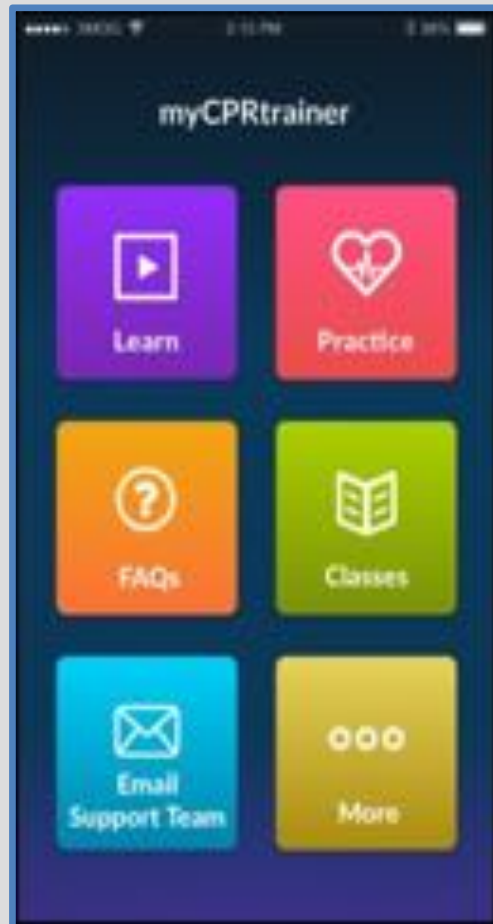 myCPRtrainer
Learn
Practice
FAQs
Classes
Email
Support Team
More